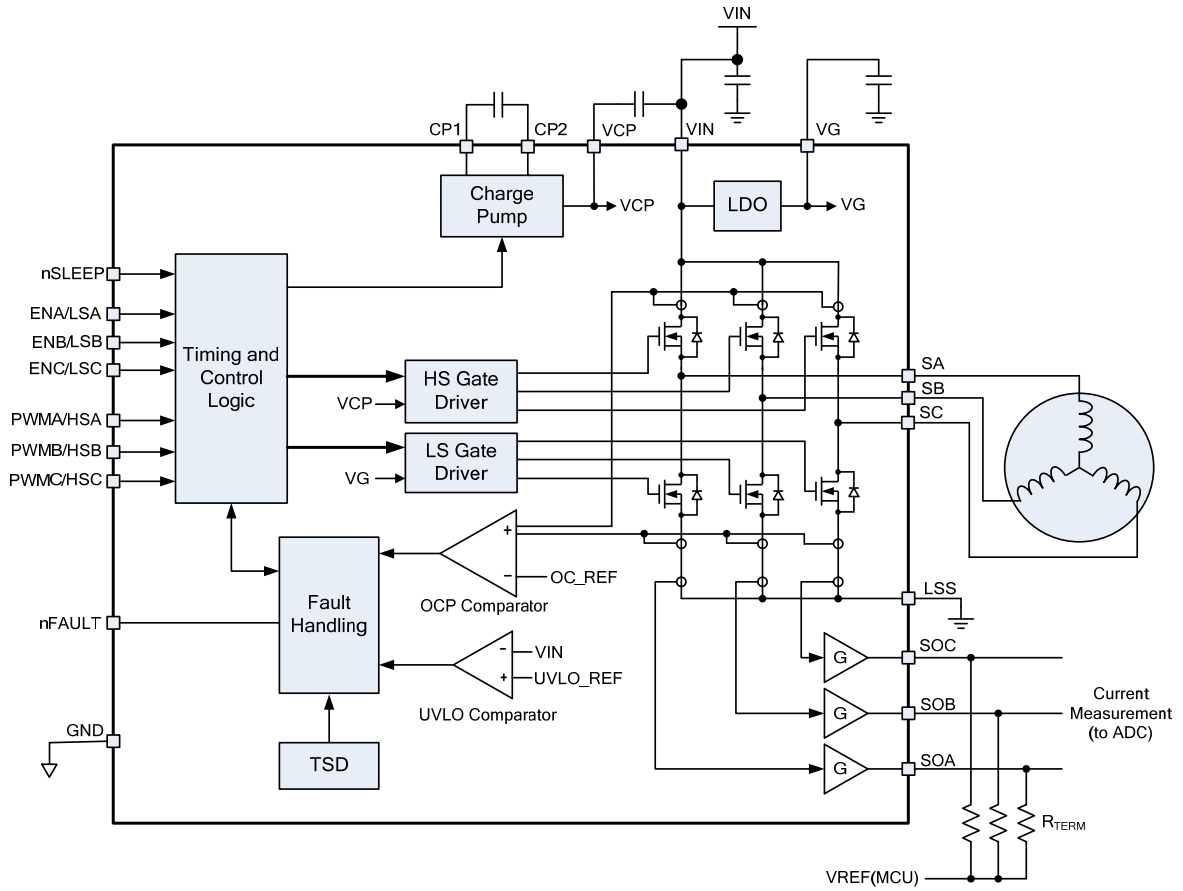 VIN
CP1
CP2
VCP
VIN
VG
Charge
Pump
VCP
LDO
VG
nSLEEP
ENA/LSA
ENB/LSB
ENC/LSC
PWMA/HSA
PWMB/HSB
PWMC/HSC
Timing and
Control
Logic
HS Gate
Driver
VCP
LS Gate
Driver
VG
SA
SB
SC
+
−
OC_REF
OCP Comparator
Fault
Handling
nFAULT
−
VIN
+
UVLO_REF
UVLO Comparator
LSS
G
SOC
G
SOB
G
SOA
Current
Measurement
(to ADC)
GND
TSD
RTERM
VREF(MCU)